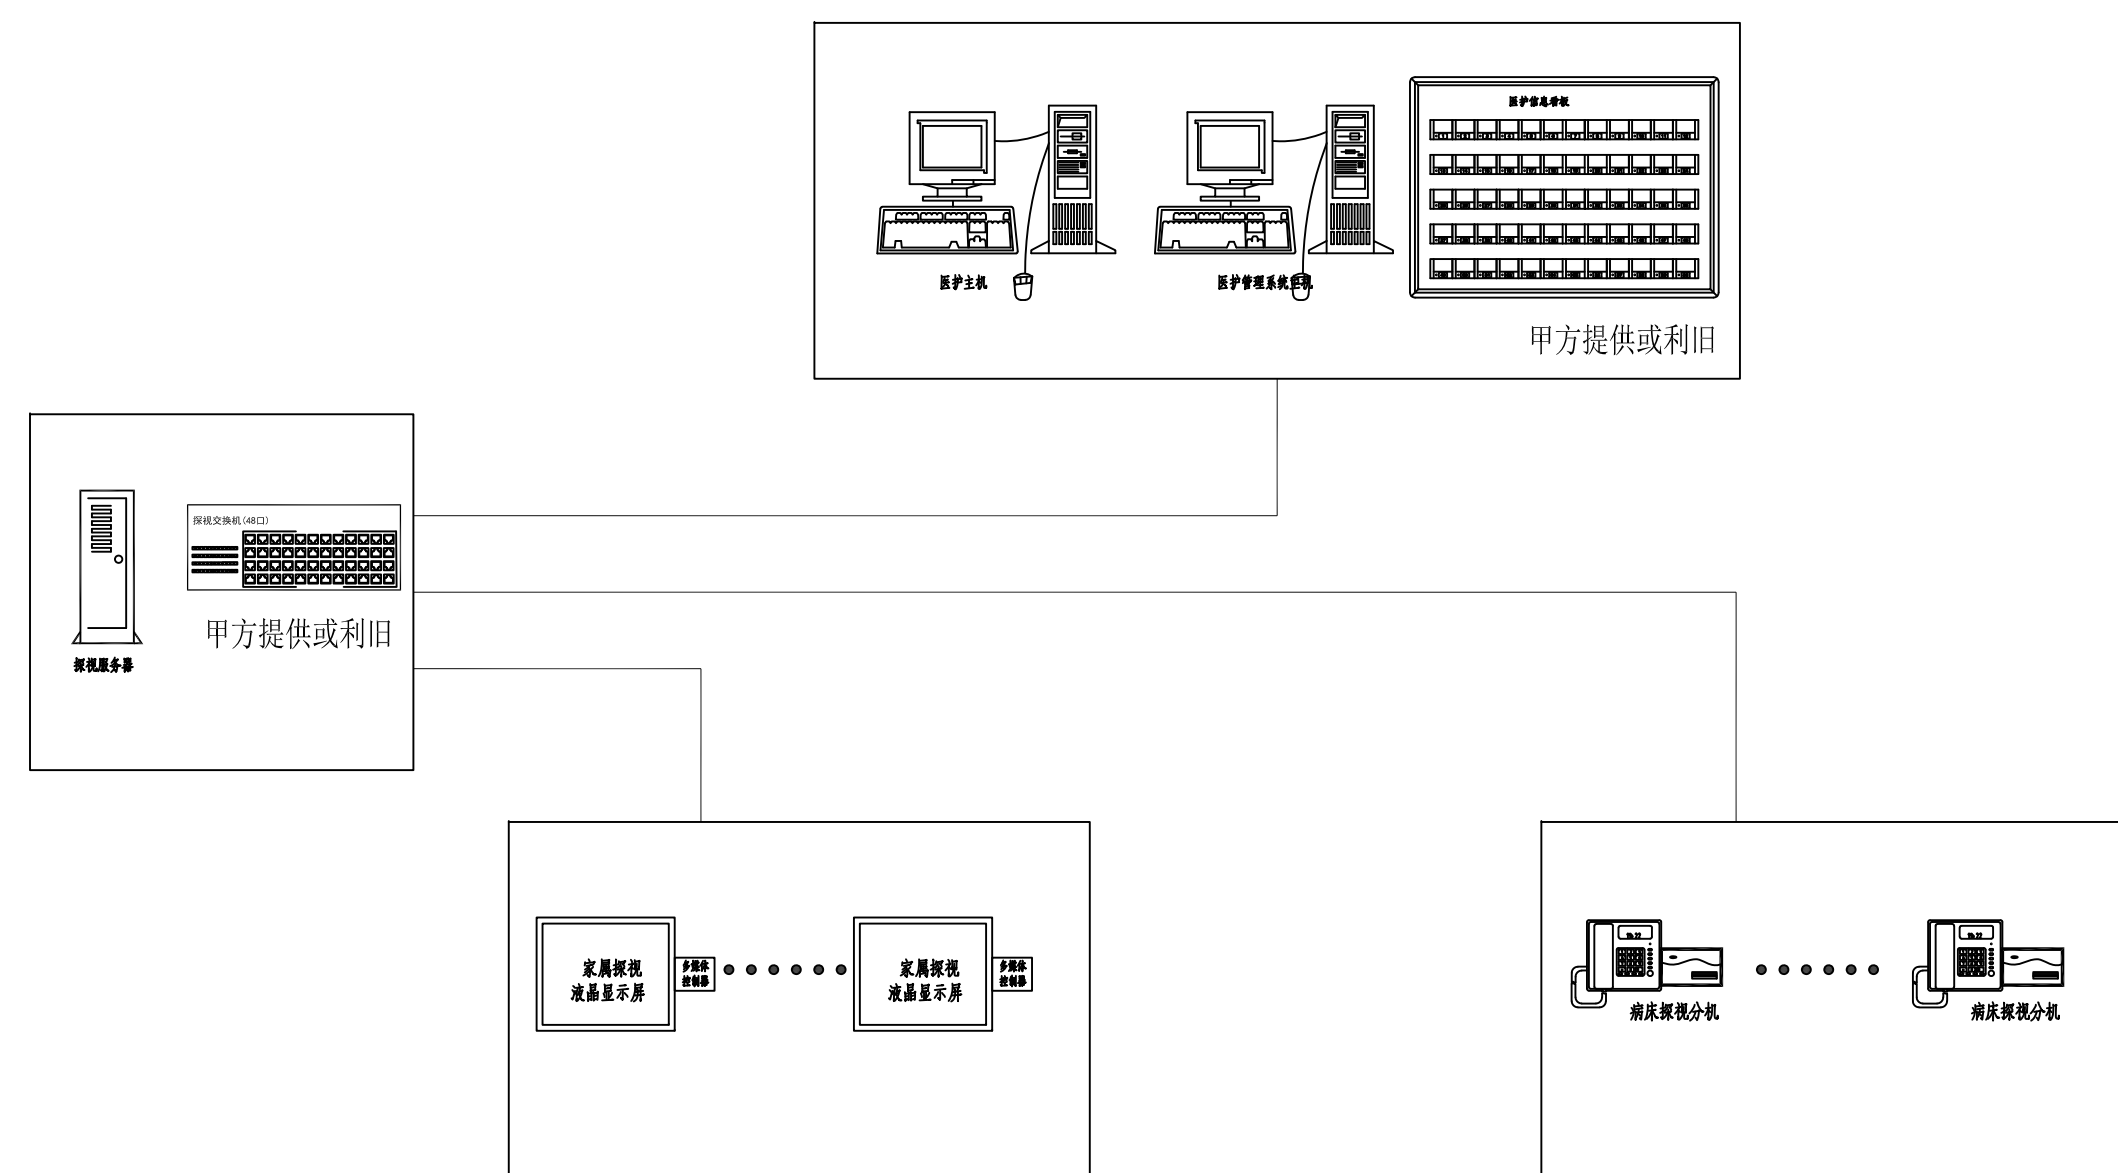 医护信息看板
医护主机
医护管理系统主机
甲方提供或利旧
探视交换机(48口)
甲方提供或利旧
探视服务器
家属探视
液晶显示屏
多媒体
控制器
家属探视
液晶显示屏
多媒体
控制器
病床探视分机
病床探视分机